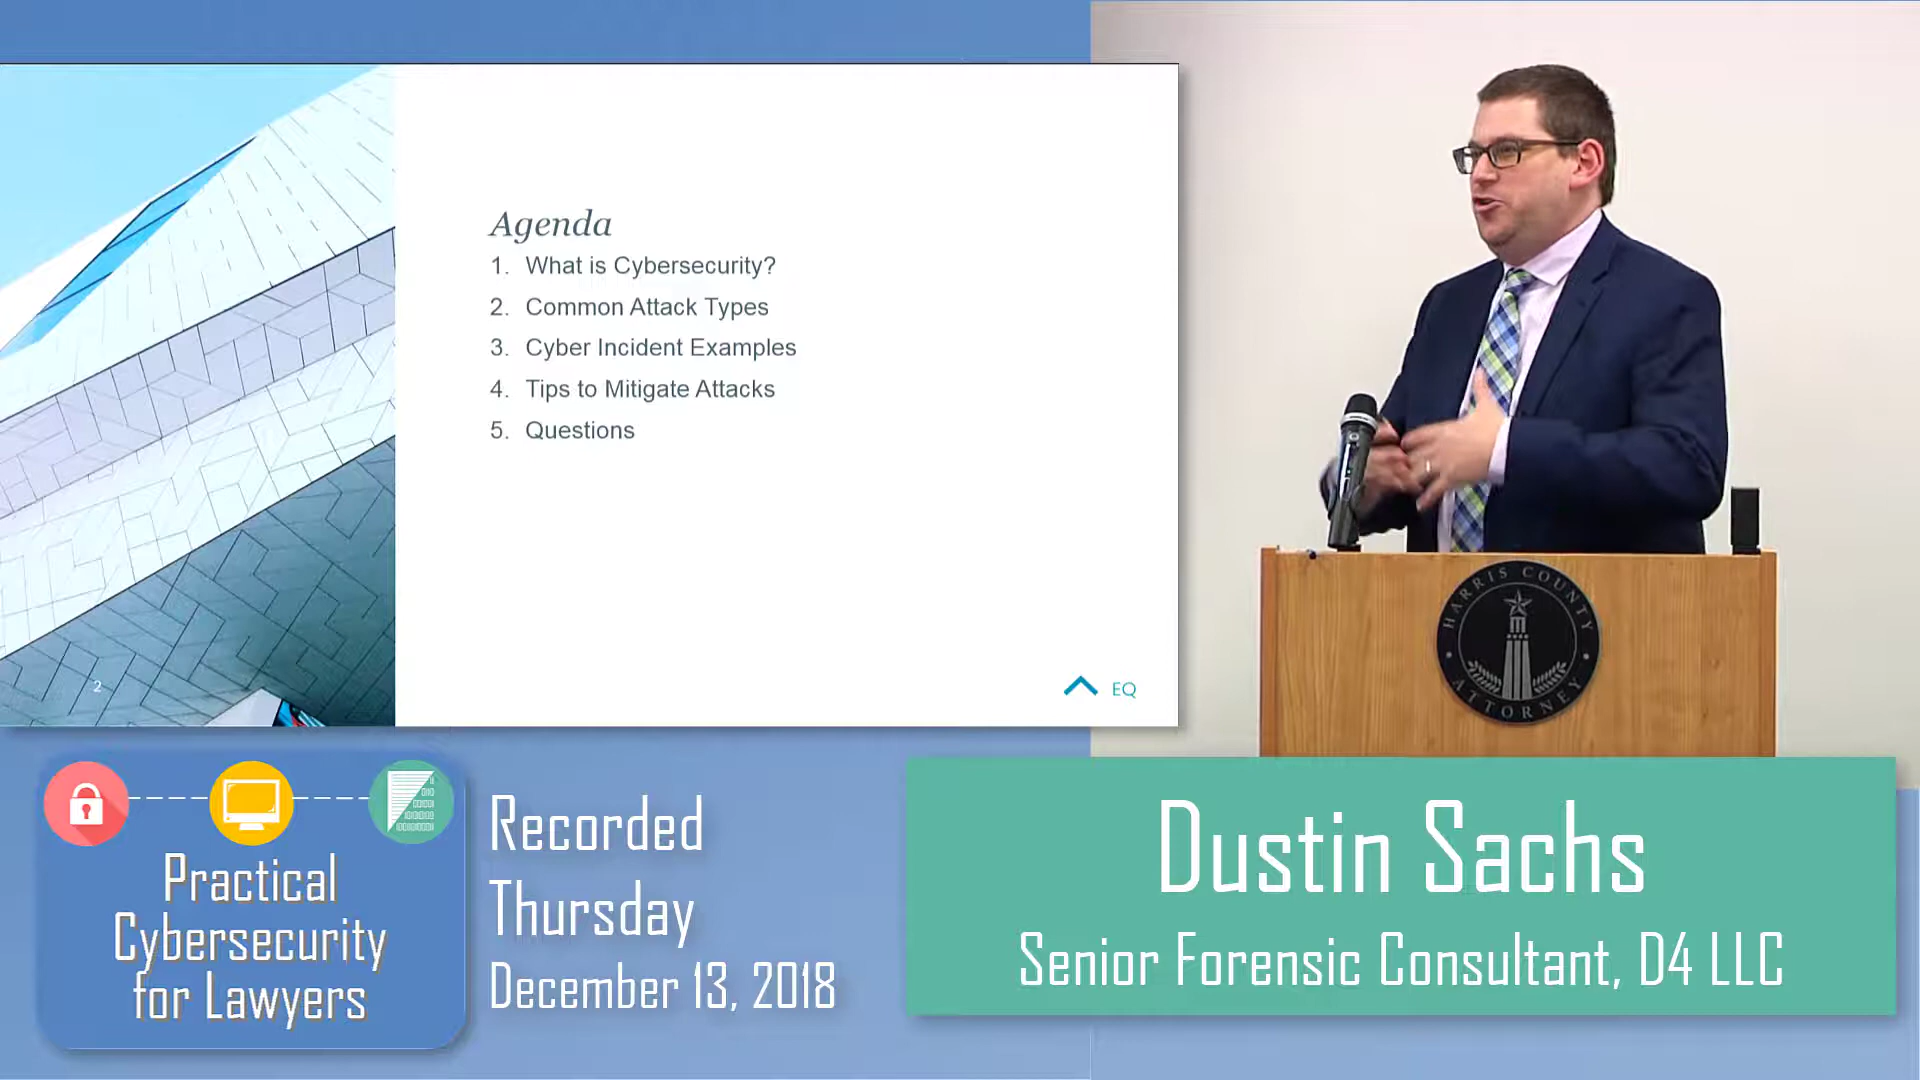 Agenda
1. What is Cybersecurity?
2. Common Attack Types
3. Cyber Incident Examples
4. Tips to Mitigate Attacks
5. Questions
2
EQ
HARRIS COUNTY
ATTORNEY
Practical
Cybersecurity
for Lawyers
Recorded
Thursday
December 13, 2018
Dustin Sachs
Senior Forensic Consultant, D4 LLC